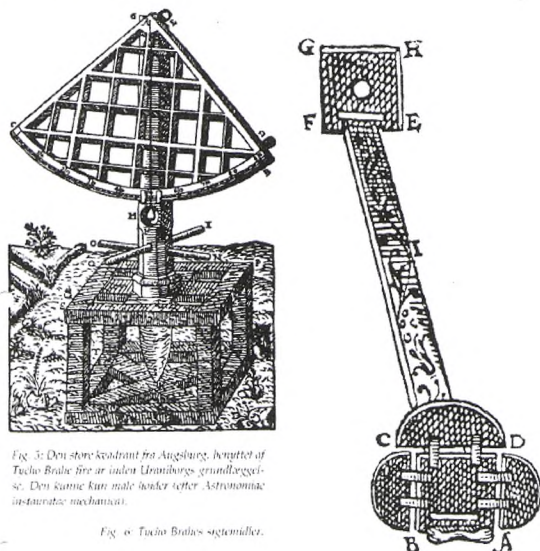 G H
F E
I
C D
B A
H
I
Fig. 5: Den store kvadrant fra Augsburg, benyttet af
Tycho Brahe fire år inden Uraniborgs grundlæggel-
se. Den kunne kun måle højder (efter Astronomiae
instauratae mechanica).
Fig. 6: Tycho Brahes sigtemidler.